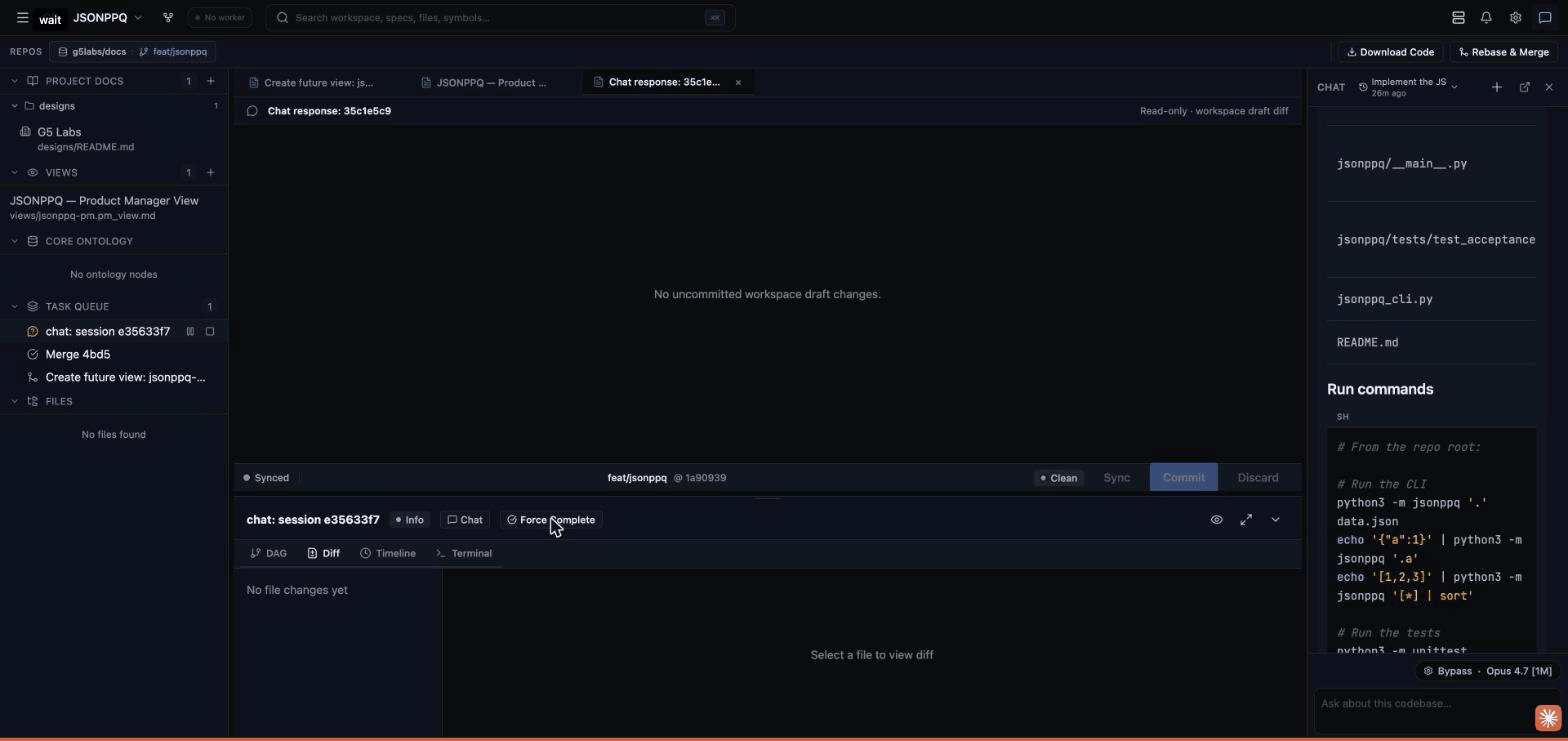 wait
JSONPPQ
No worker
Search workspace, specs, files, symbols...
⌘K
REPOS
g5labs/docs : feat/jsonppq
Download Code
Rebase & Merge
PROJECT DOCS 1
designs 1
G5 Labs
designs/README.md
VIEWS 1
JSONPPQ — Product Manager View
views/jsonppq-pm.pm_view.md
CORE ONTOLOGY
No ontology nodes
TASK QUEUE 1
chat: session e35633f7
Merge 4bd5
Create future view: jsonppq-...
FILES
No files found
Create future view: js...
JSONPPQ — Product ...
Chat response: 35c1e...
Chat response: 35c1e5c9
Read-only · workspace draft diff
No uncommitted workspace draft changes.
Synced
feat/jsonppq @ 1a90939
Clean
Sync
Commit
Discard
chat: session e35633f7
Info
Chat
Force Complete
DAG
Diff
Timeline
Terminal
No file changes yet
Select a file to view diff
CHAT
Implement the JS
26m ago
jsonppq/__main__.py
jsonppq/tests/test_acceptance
jsonppq_cli.py
README.md
Run commands
SH
# From the repo root:
# Run the CLI
python3 -m jsonppq '.'
data.json
echo '{"a":1}' | python3 -m
jsonppq '.a'
echo '[1,2,3]' | python3 -m
jsonppq '[*] | sort'
# Run the tests
python3 -m unittest
Bypass · Opus 4.7 [1M]
Ask about this codebase...